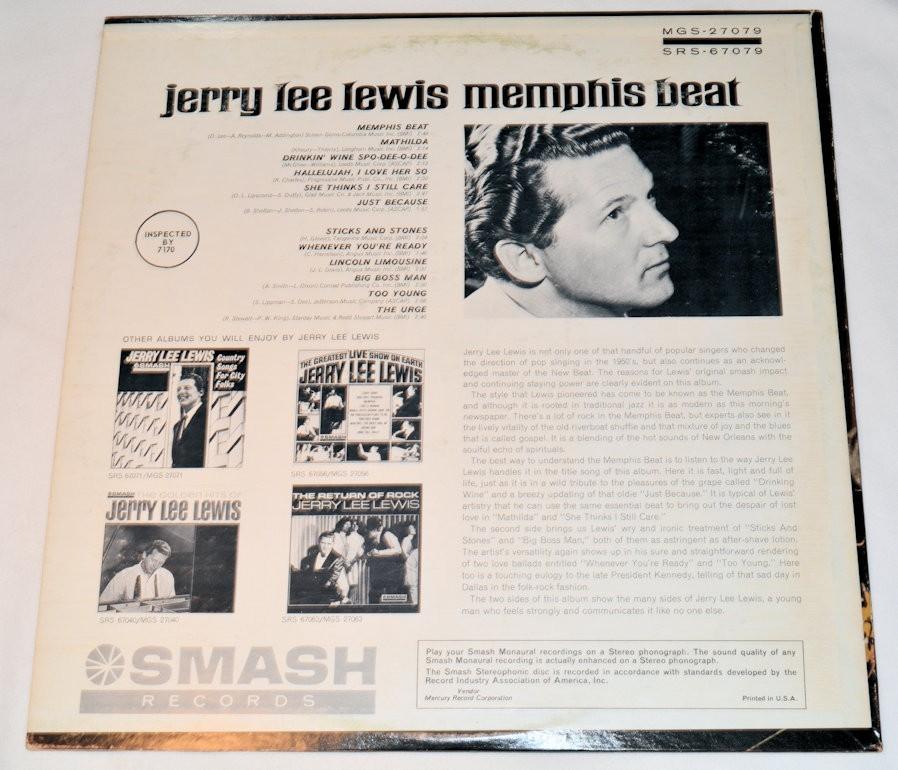 MGS-27079
SRS-67079
jerry lee lewis memphis beat
MEMPHIS BEAT
MATHILDA
DRINKIN' WINE SPO-DEE-O-DEE
HALLELUJAH, I LOVE HER SO
SHE THINKS I STILL CARE
JUST BECAUSE
STICKS AND STONES
WHENEVER YOU'RE READY
LINCOLN LIMOUSINE
BIG BOSS MAN
TOO YOUNG
THE URGE
INSPECTED
BY
7170
OTHER ALBUMS YOU WILL ENJOY BY JERRY LEE LEWIS
JERRY LEE LEWIS Country
SMASH Songs
For City
Folks
SRS 67071/MGS 27071
THE GREATEST LIVE SHOW ON EARTH
JERRY LEE LEWIS
SRS 67056/MGS 27056
SMASH THE GOLDEN HITS OF
JERRY LEE LEWIS
SRS 67040/MGS 27040
THE RETURN OF ROCK
JERRY LEE LEWIS
SRS 67063/MGS 27063
Jerry Lee Lewis is not only one of that handful of popular singers who changed
the direction of pop singing in the 1950's, but also continues as an acknowl-
edged master of the New Beat. The reasons for Lewis' original smash impact
and continuing staying power are clearly evident on this album.
The style that Lewis pioneered has come to be known as the Memphis Beat,
and although it is rooted in traditional jazz it is as modern as this morning's
newspaper. There's a lot of rock in the Memphis Beat, but experts also see in it
the lively vitality of the old riverboat shuffle and that mixture of joy and the blues
that is called gospel. It is a blending of the hot sounds of New Orleans with the
soulful echo of spirituals.
The best way to understand the Memphis Beat is to listen to the way Jerry Lee
Lewis handles it in the title song of this album. Here it is fast, light and full of
life, just as it is in a wild tribute to the pleasures of the grape called "Drinking
Wine" and a breezy updating of that oldie "Just Because." It is typical of Lewis'
artistry that he can use the same essential beat to bring out the despair of lost
love in "Mathilda" and "She Thinks I Still Care."
The second side brings us Lewis' wry and ironic treatment of "Sticks And
Stones" and "Big Boss Man," both of them as astringent as after-shave lotion.
The artist's versatility again shows up in his sure and straightforward rendering
of two love ballads entitled "Whenever You're Ready" and "Too Young." Here
too is a touching eulogy to the late President Kennedy, telling of that sad day in
Dallas in the folk-rock fashion.
The two sides of this album show the many sides of Jerry Lee Lewis, a young
man who feels strongly and communicates it like no one else.
SMASH
RECORDS
Play your Smash Monaural recordings on a Stereo phonograph. The sound quality of any
Smash Monaural recording is actually enhanced on a Stereo phonograph.
The Smash Stereophonic disc is recorded in accordance with standards developed by the
Record Industry Association of America, Inc.
Vendor
Mercury Record Corporation Printed in U.S.A.